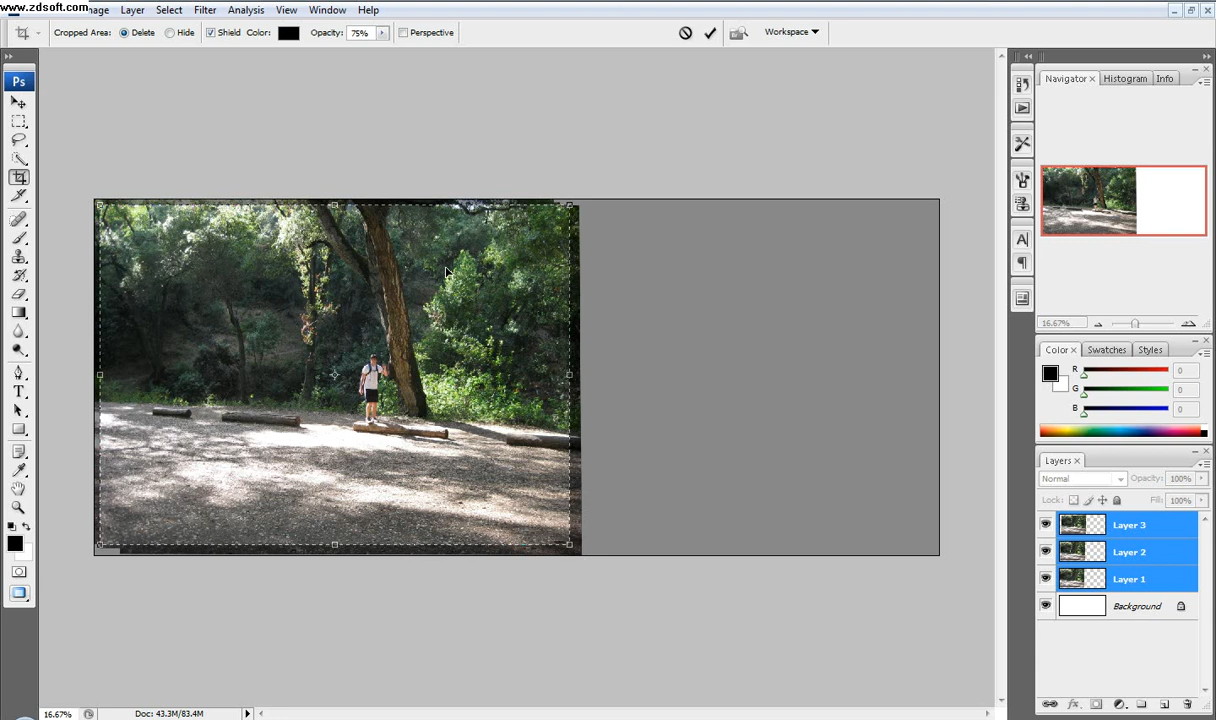 www.zdsoft.com
mage Layer Select Filter Analysis View Window Help
Cropped Area: Delete Hide Shield Color: Opacity: 75% Perspective Workspace
Ps
Navigator × Histogram Info
16.67%
Color × Swatches Styles
R 0
G 0
B 0
Layers ×
Normal Opacity: 100%
Lock: Fill: 100%
Layer 3
Layer 2
Layer 1
Background
16.67% Doc: 43.3M/83.4M